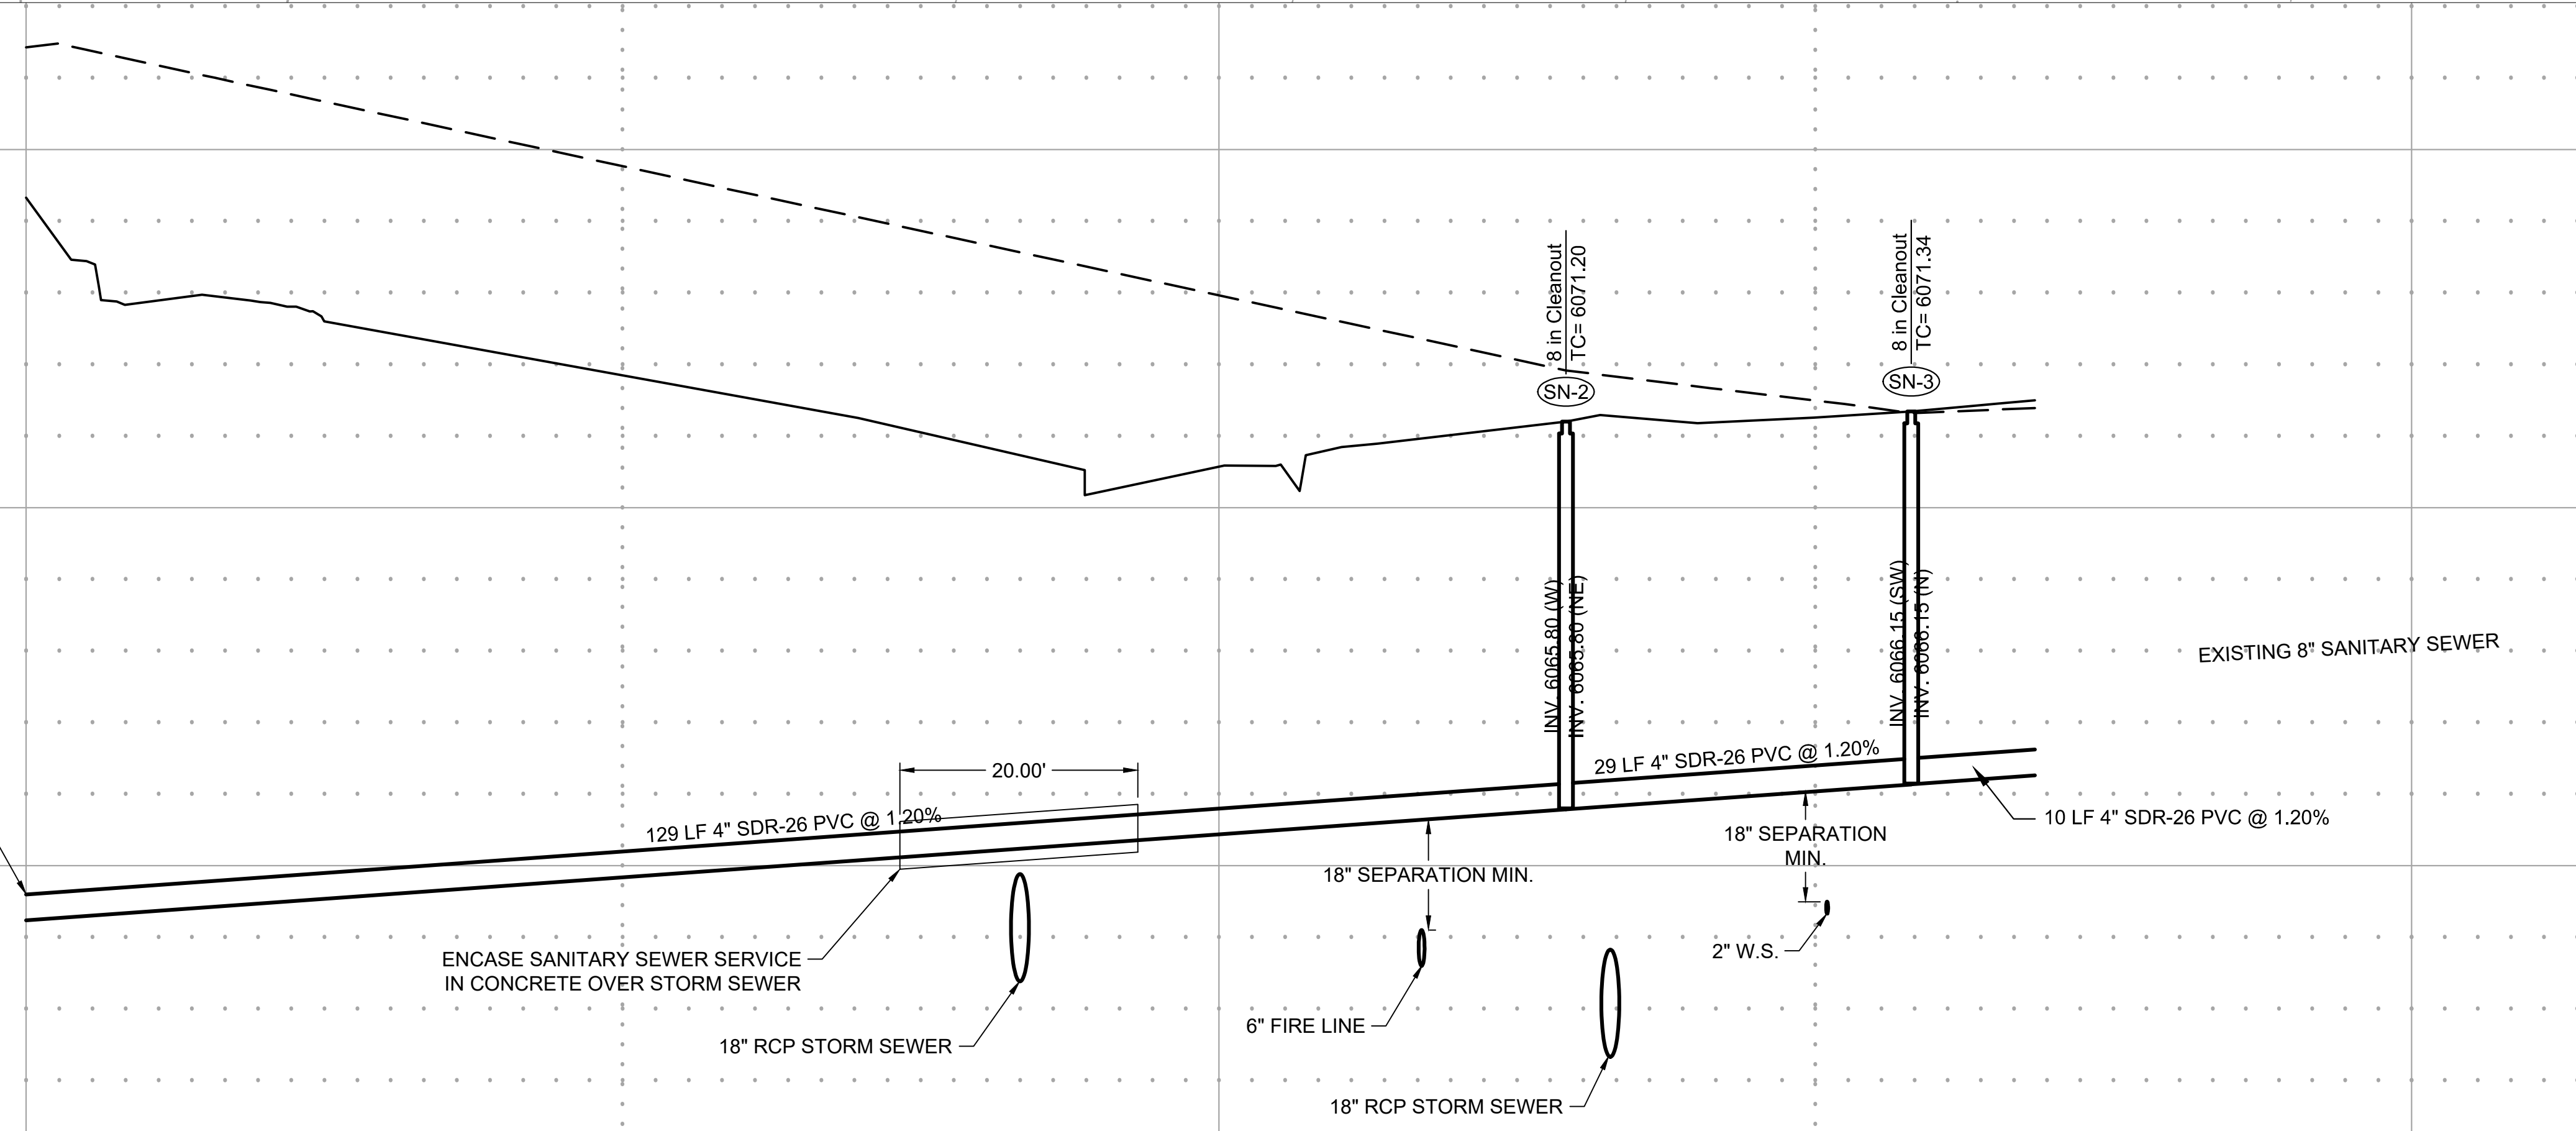 8 in Cleanout
TC= 6071.20
SN-2
8 in Cleanout
TC= 6071.34
SN-3
INV. 6065.80 (W)
INV. 6065.80 (NE)
INV. 6066.15 (SW)
INV. 6066.15 (N)
EXISTING 8" SANITARY SEWER
20.00'
129 LF 4" SDR-26 PVC @ 1.20%
29 LF 4" SDR-26 PVC @ 1.20%
10 LF 4" SDR-26 PVC @ 1.20%
18" SEPARATION
MIN.
18" SEPARATION MIN.
2" W.S.
ENCASE SANITARY SEWER SERVICE
IN CONCRETE OVER STORM SEWER
18" RCP STORM SEWER
6" FIRE LINE
18" RCP STORM SEWER